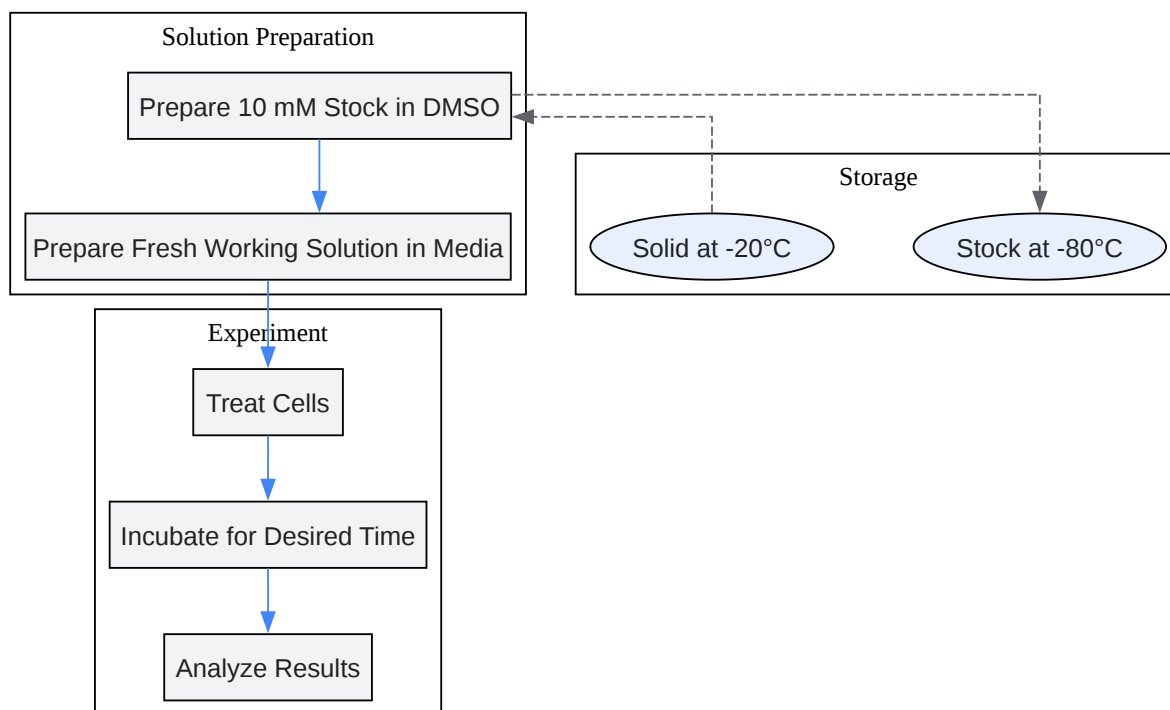 Solution Preparation
Prepare 10 mM Stock in DMSO
Prepare Fresh Working Solution in Media
Storage
Solid at -20°C
Stock at -80°C
Experiment
Treat Cells
Incubate for Desired Time
Analyze Results